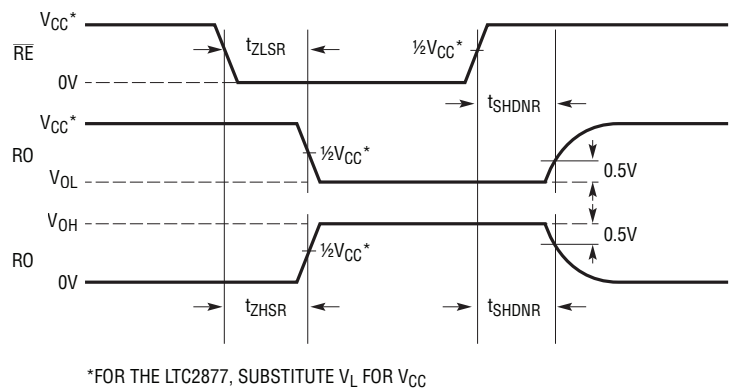 VCC*
RE
0V
tZLSR
½VCC*
tSHDNR
VCC*
RO
VOL
½VCC*
0.5V
VOH
RO
0V
½VCC*
0.5V
tZHSR
tSHDNR
*FOR THE LTC2877, SUBSTITUTE VL FOR VCC